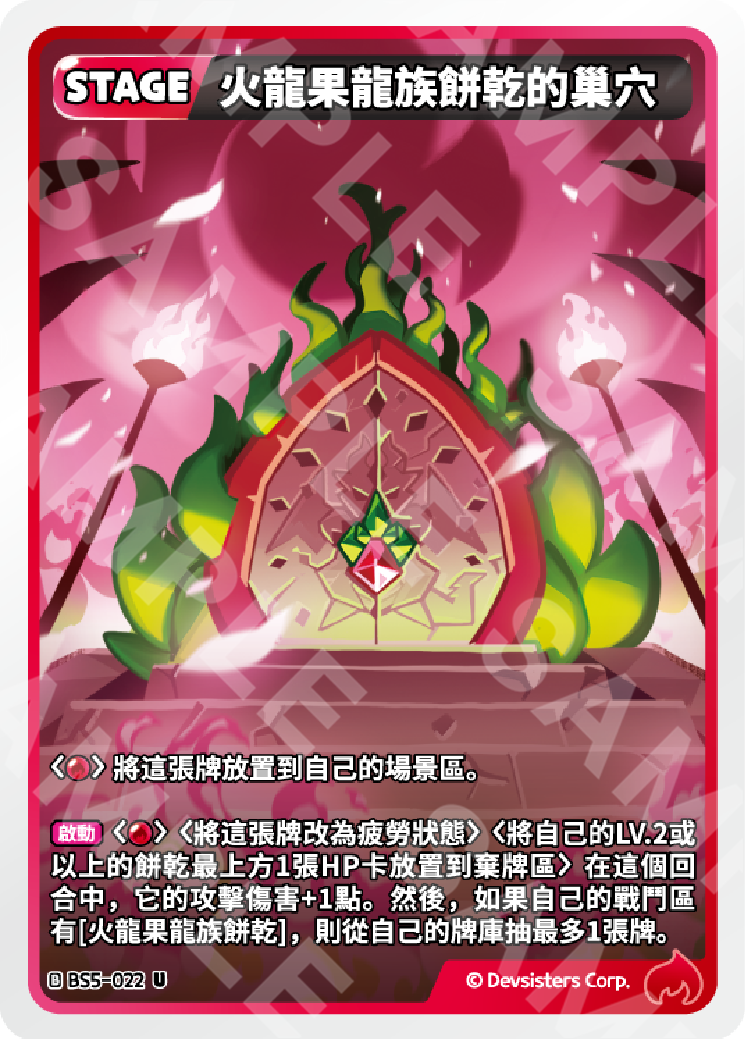 STAGE 火龍果龍族餅乾的巢穴
SAMPLE
〈〉將這張牌放置到自己的場景區。
啟動〈〉〈將這張牌改為疲勞狀態〉〈將自己的LV.2或
以上的餅乾最上方1張HP卡放置到棄牌區〉在這個回
合中，它的攻擊傷害+1點。然後，如果自己的戰鬥區
有[火龍果龍族餅乾]，則從自己的牌庫抽最多1張牌。
B BS5-022 U © Devsisters Corp.